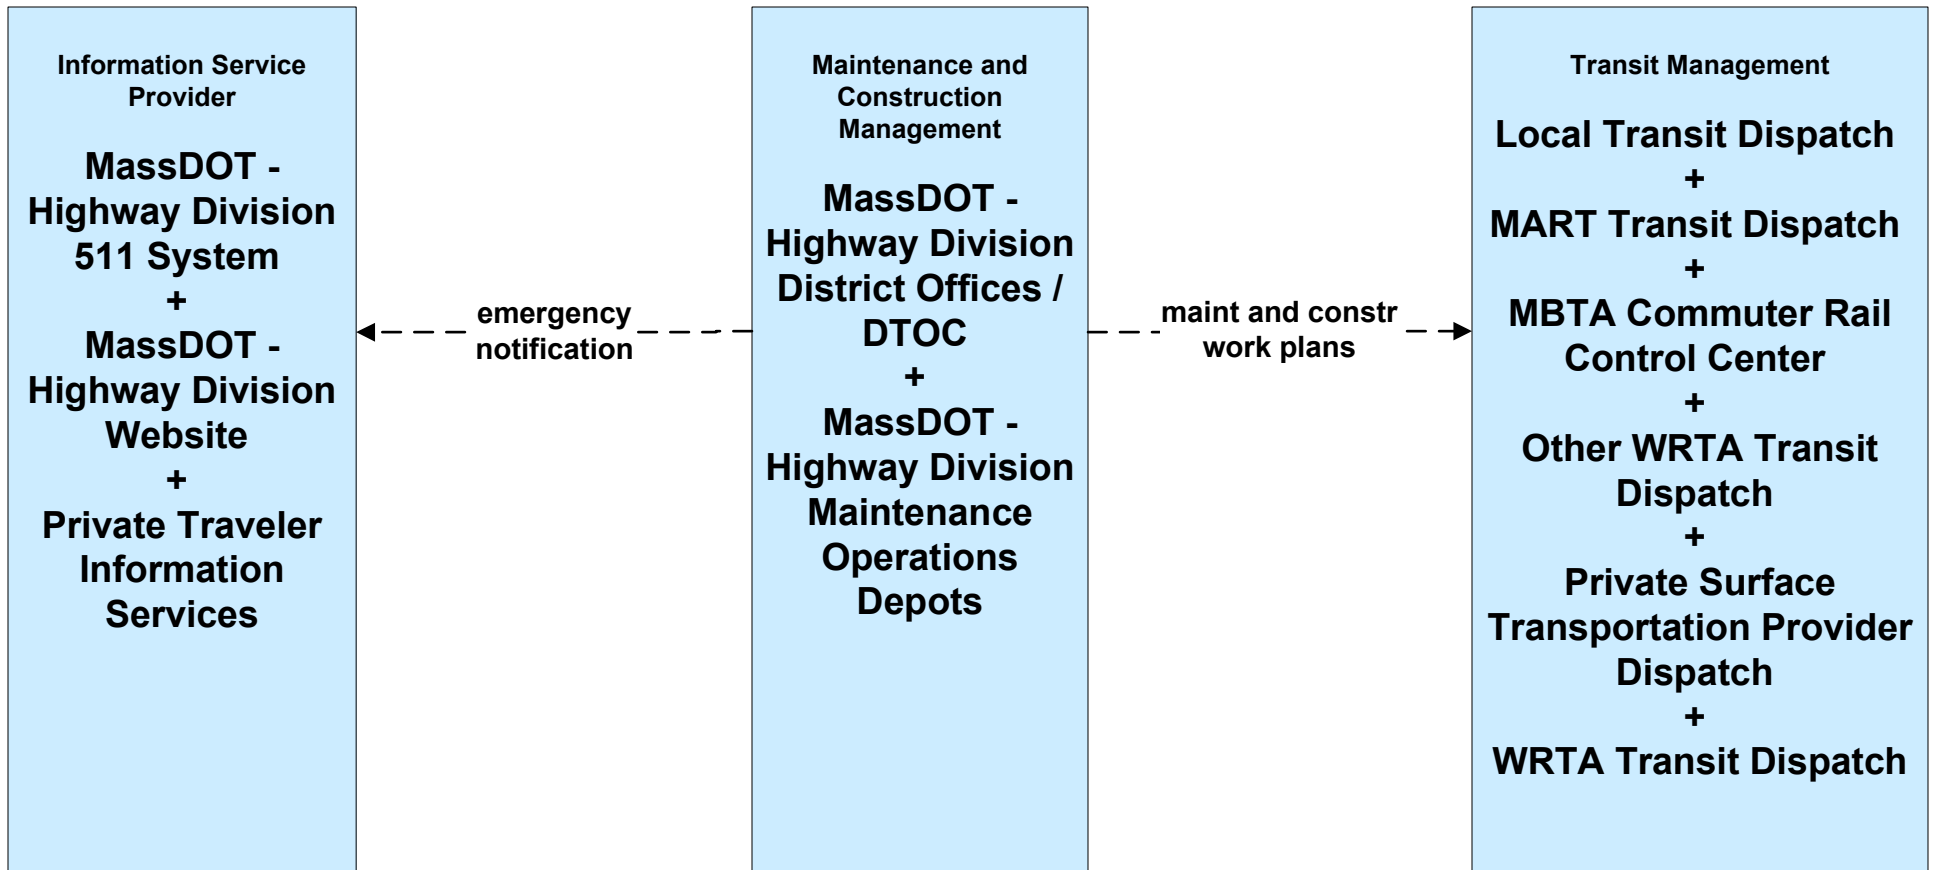 Information Service
Provider
MassDOT -
Highway Division
511 System
+
MassDOT -
Highway Division
Website
+
Private Traveler
Information
Services
emergency
notification
Maintenance and
Construction
Management
MassDOT -
Highway Division
District Offices /
DTOC
+
MassDOT -
Highway Division
Maintenance
Operations
Depots
maint and constr
work plans
Transit Management
Local Transit Dispatch
+
MART Transit Dispatch
+
MBTA Commuter Rail
Control Center
+
Other WRTA Transit
Dispatch
+
Private Surface
Transportation Provider
Dispatch
+
WRTA Transit Dispatch